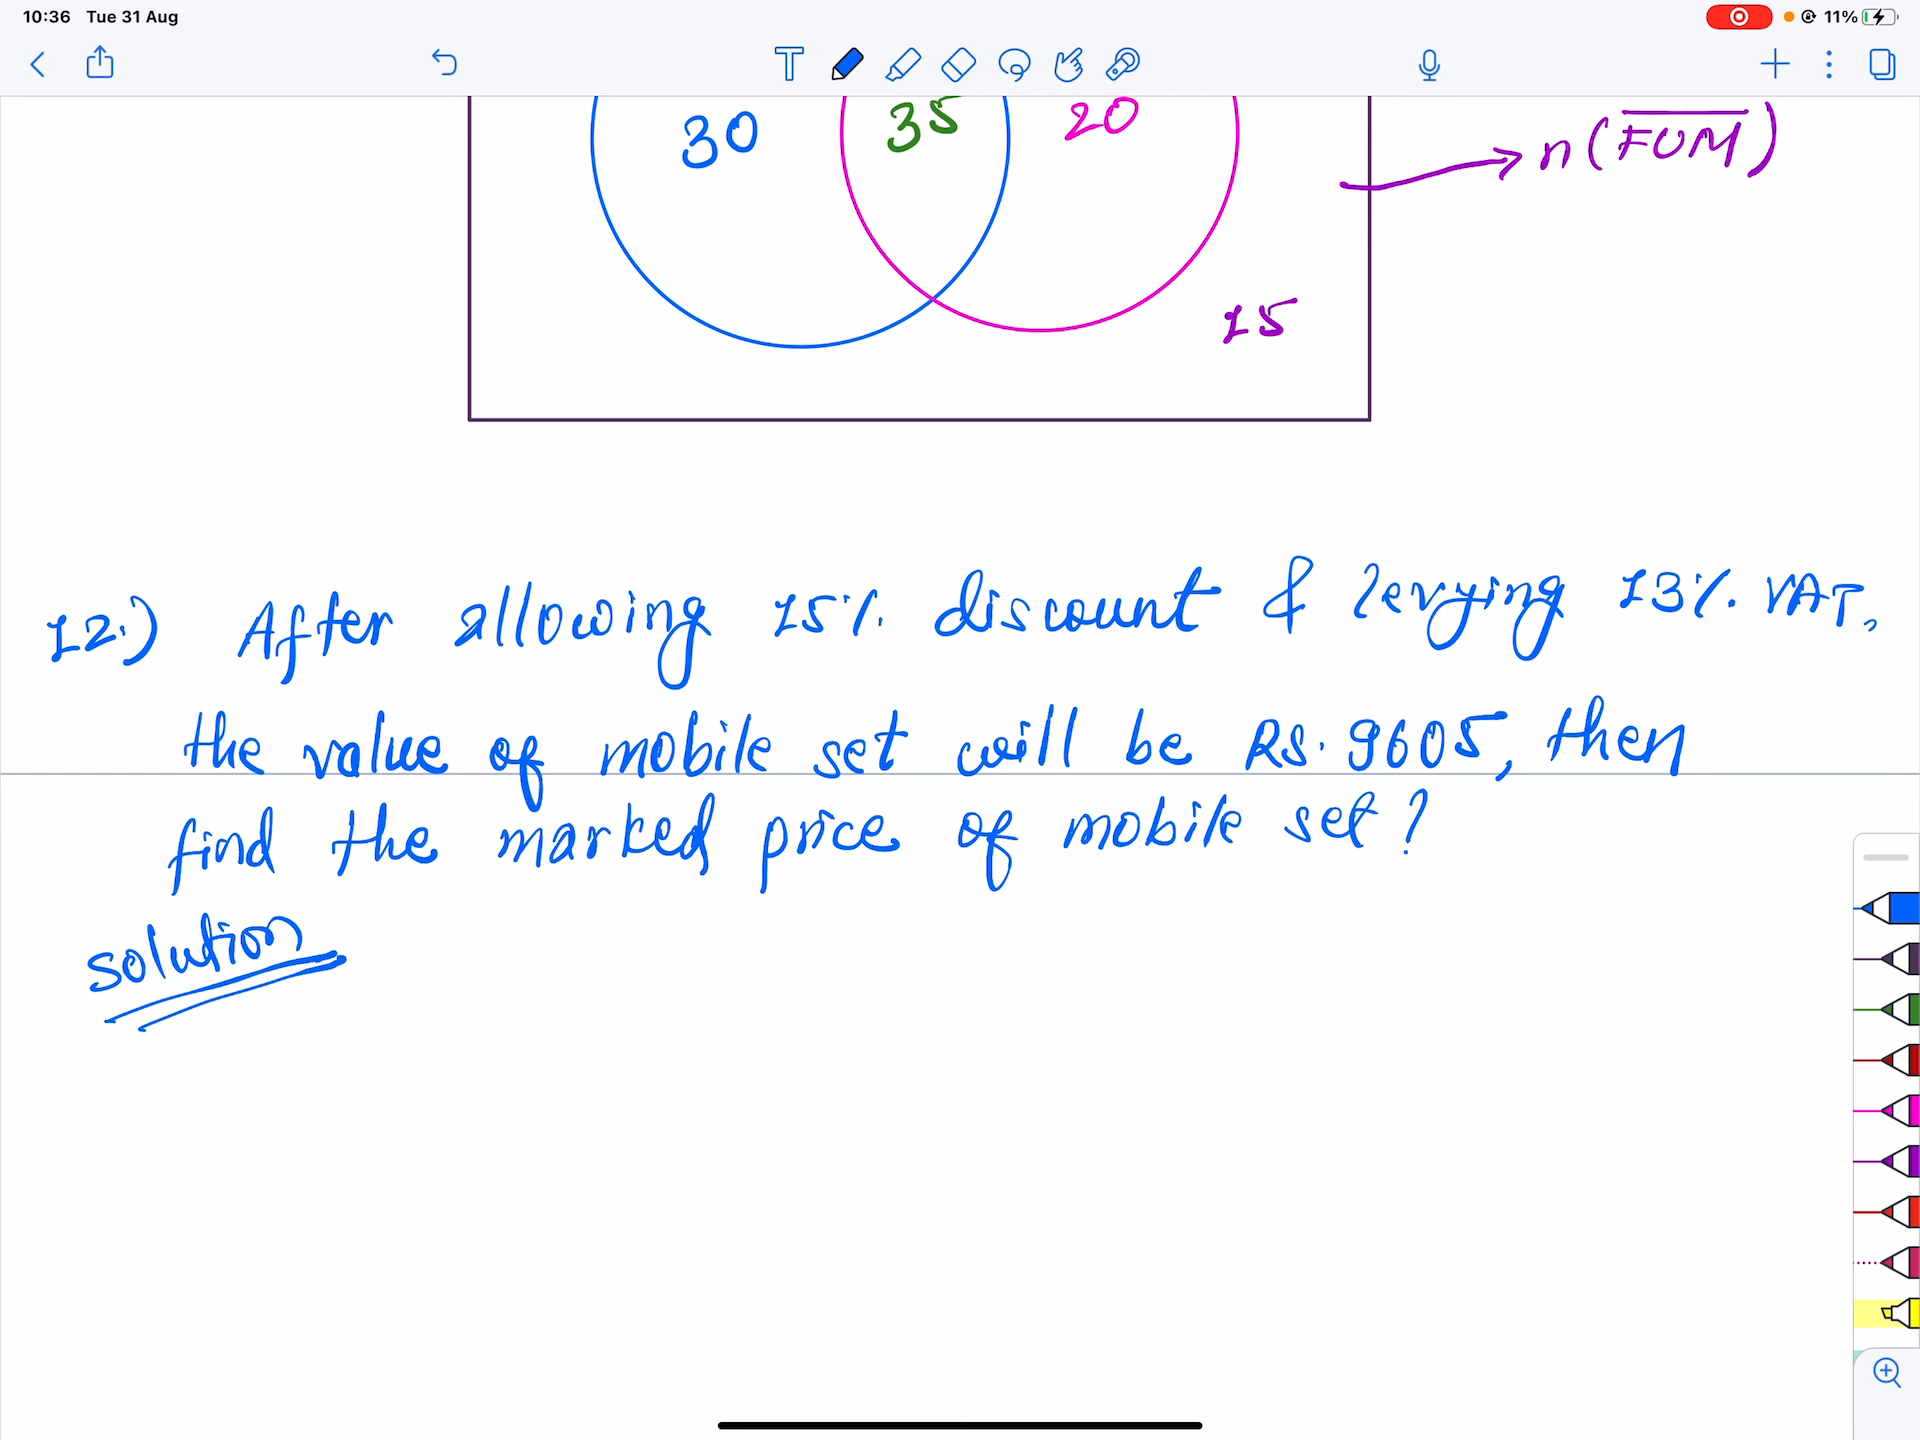 10:36 Tue 31 Aug
11%
T
30 35 20
n(F∪M)
15
12.) After allowing 15% discount & levying 13% VAT,
the value of mobile set will be Rs. 9605, then
find the marked price of mobile set?
solution